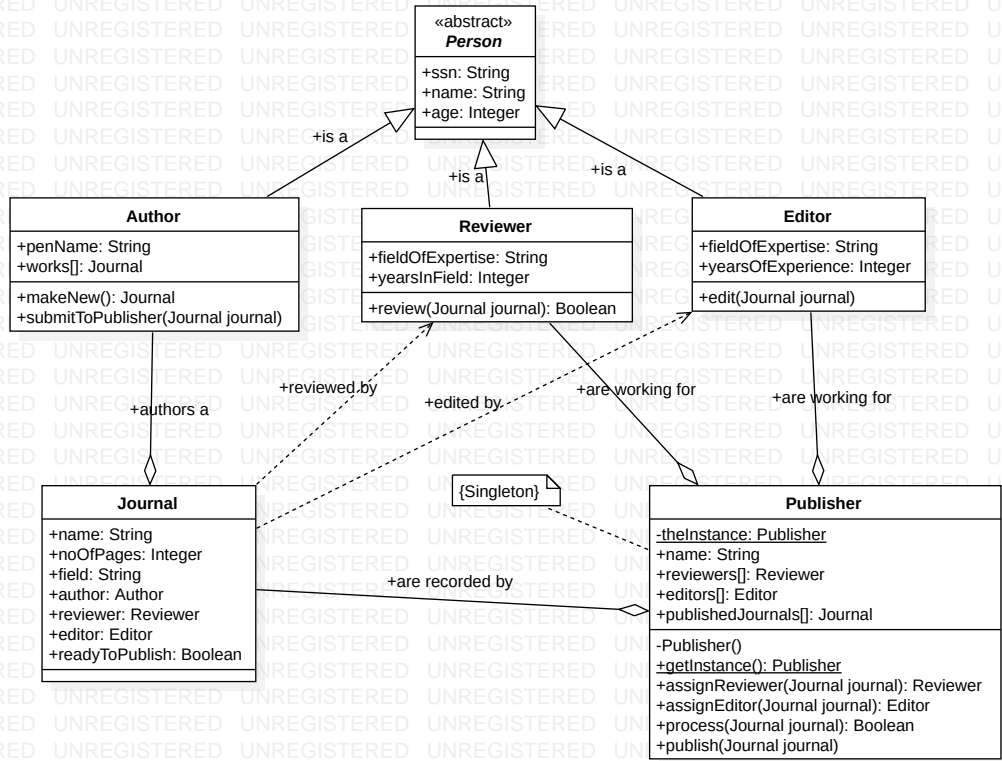 «abstract»
Person
+ssn: String
+name: String
+age: Integer
+is a
+is a
+is a
Author
+penName: String
+works[]: Journal
+makeNew(): Journal
+submitToPublisher(Journal journal)
Reviewer
+fieldOfExpertise: String
+yearsInField: Integer
+review(Journal journal): Boolean
Editor
+fieldOfExpertise: String
+yearsOfExperience: Integer
+edit(Journal journal)
+authors a
+reviewed by
+edited by
+are working for
+are working for
{Singleton}
+are recorded by
Journal
+name: String
+noOfPages: Integer
+field: String
+author: Author
+reviewer: Reviewer
+editor: Editor
+readyToPublish: Boolean
Publisher
-theInstance: Publisher
+name: String
+reviewers[]: Reviewer
+editors[]: Editor
+publishedJournals[]: Journal
-Publisher()
+getInstance(): Publisher
+assignReviewer(Journal journal): Reviewer
+assignEditor(Journal journal): Editor
+process(Journal journal): Boolean
+publish(Journal journal)
UNREGISTERED